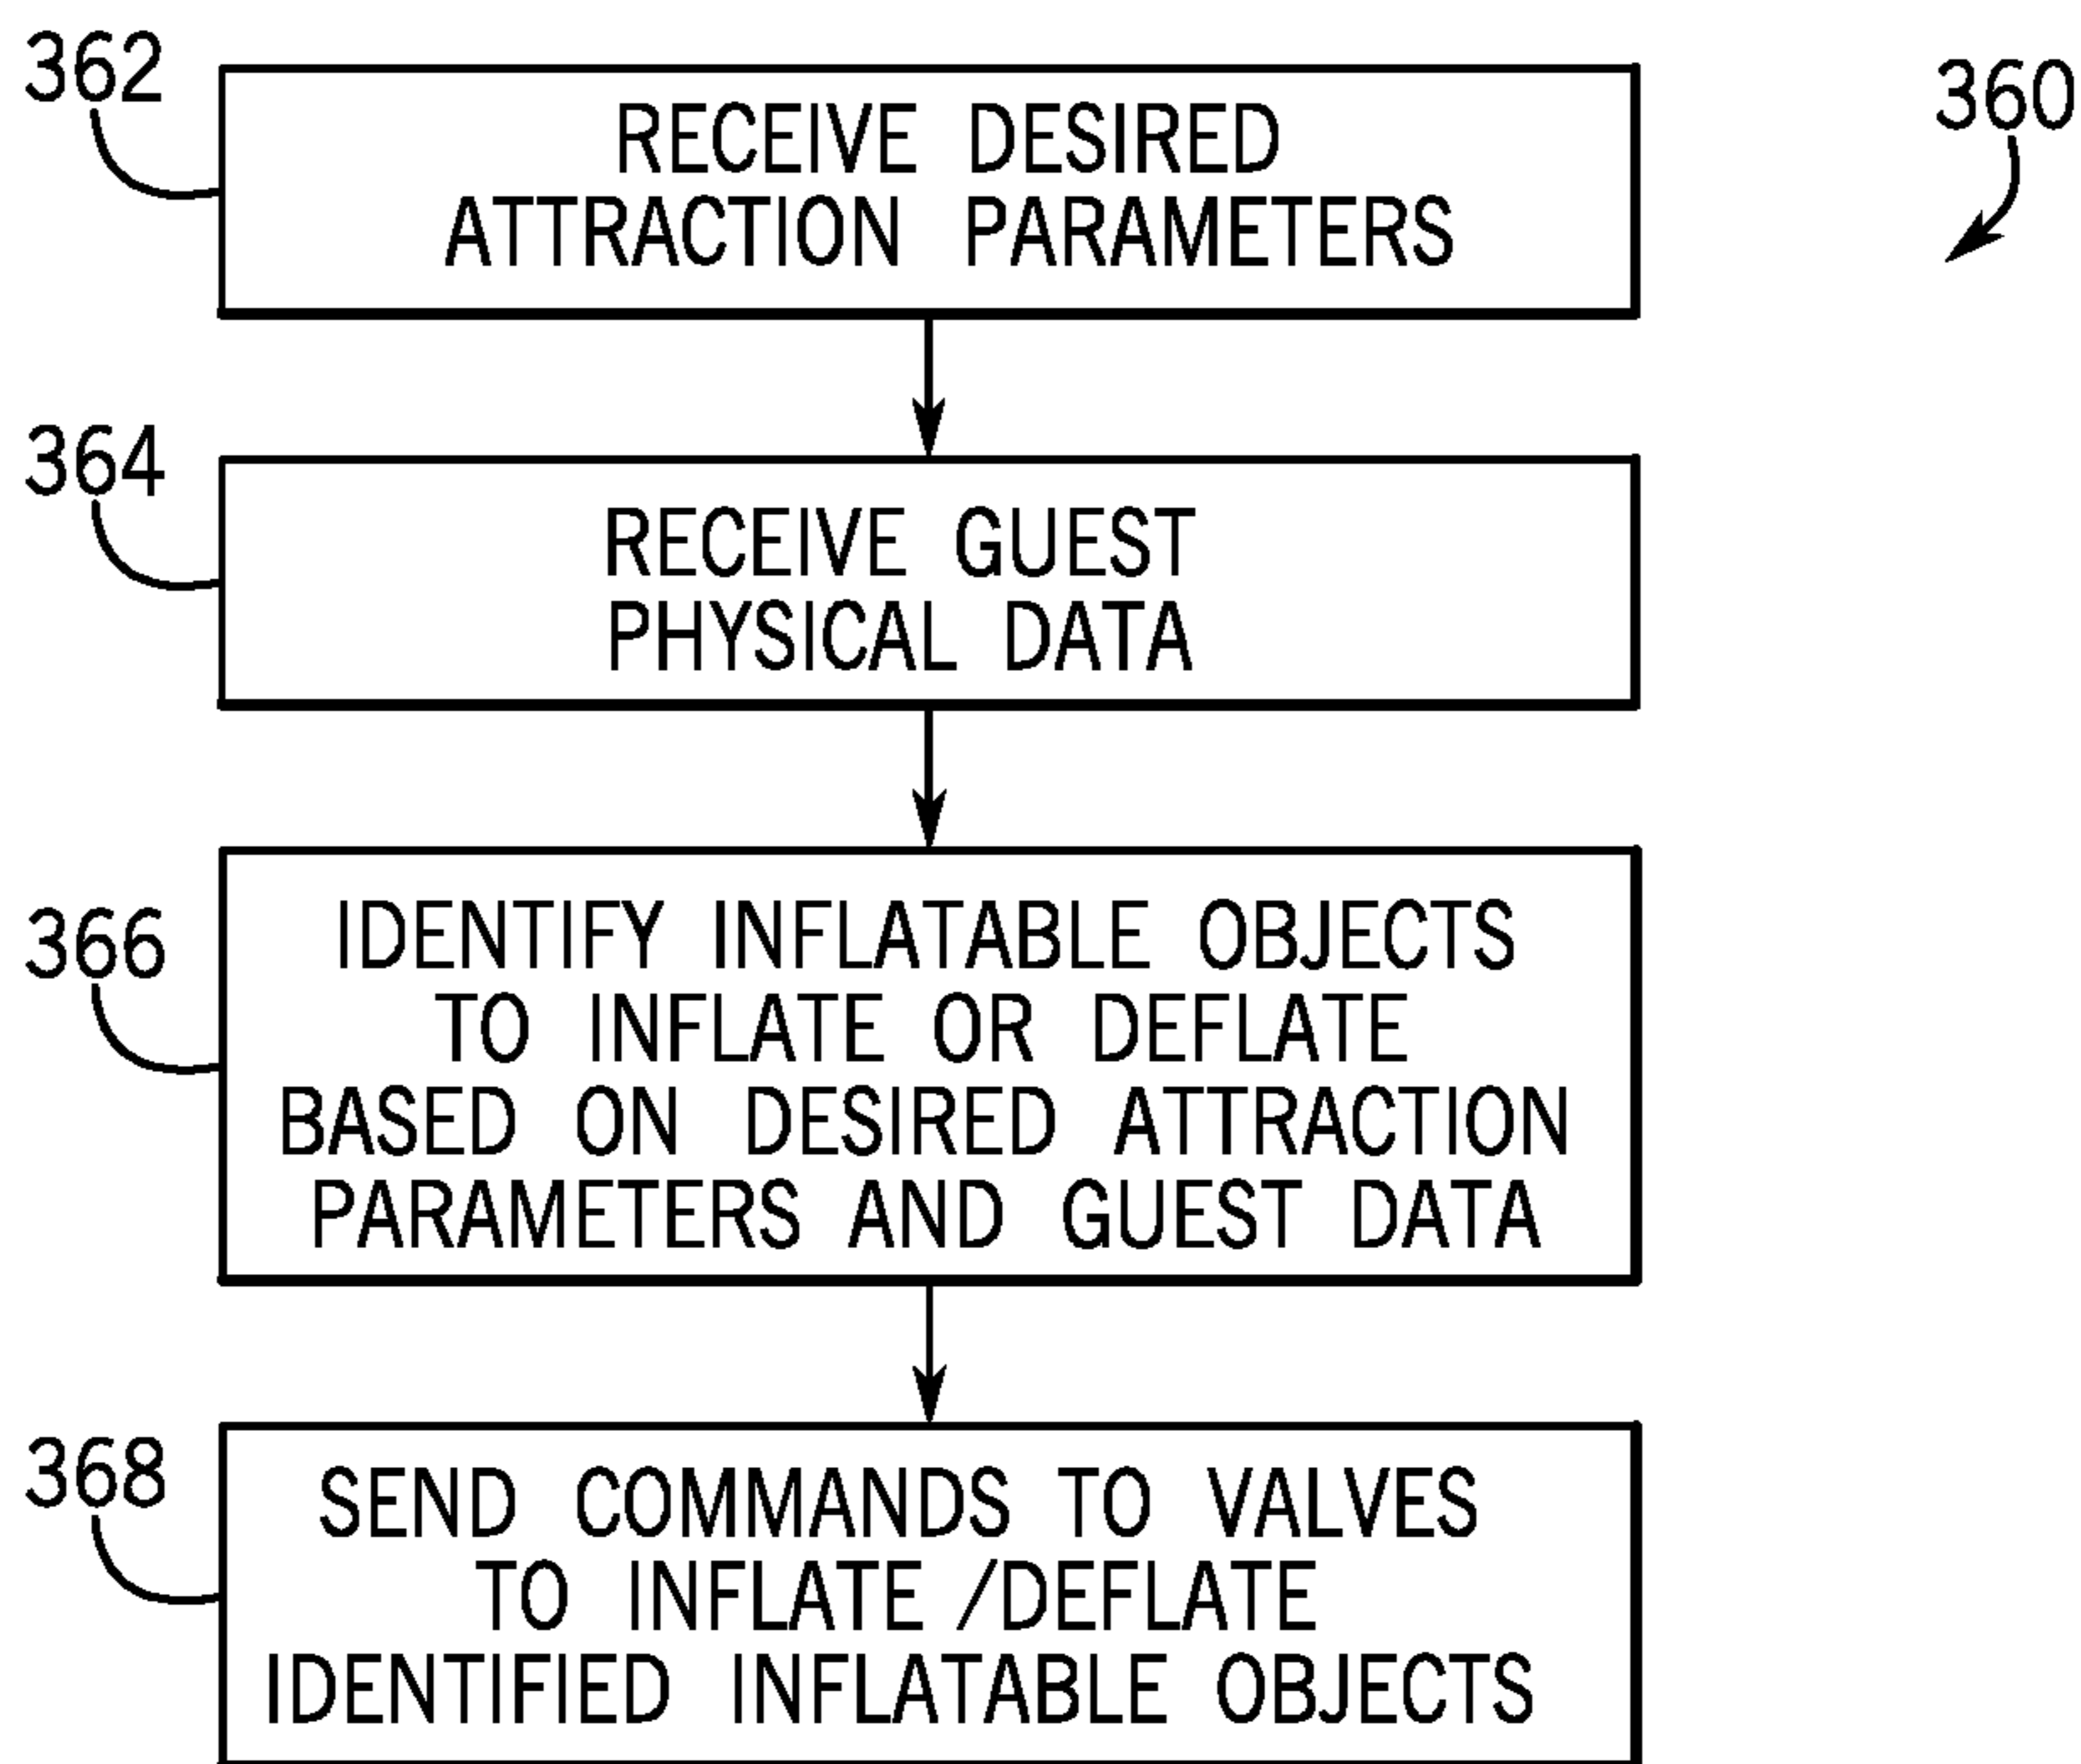 362
RECEIVE DESIRED
ATTRACTION PARAMETERS
360
364
RECEIVE GUEST
PHYSICAL DATA
366
IDENTIFY INFLATABLE OBJECTS
TO INFLATE OR DEFLATE
BASED ON DESIRED ATTRACTION
PARAMETERS AND GUEST DATA
368
SEND COMMANDS TO VALVES
TO INFLATE /DEFLATE
IDENTIFIED INFLATABLE OBJECTS